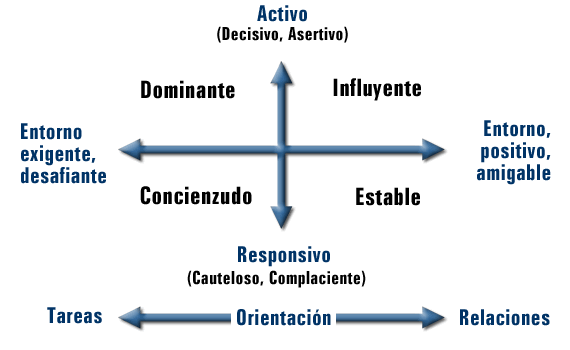 Activo
(Decisivo, Asertivo)
Dominante
Influyente
Entorno
exigente,
desafiante
Entorno,
positivo,
amigable
Concienzudo
Estable
Responsivo
(Cauteloso, Complaciente)
Tareas
Orientación
Relaciones